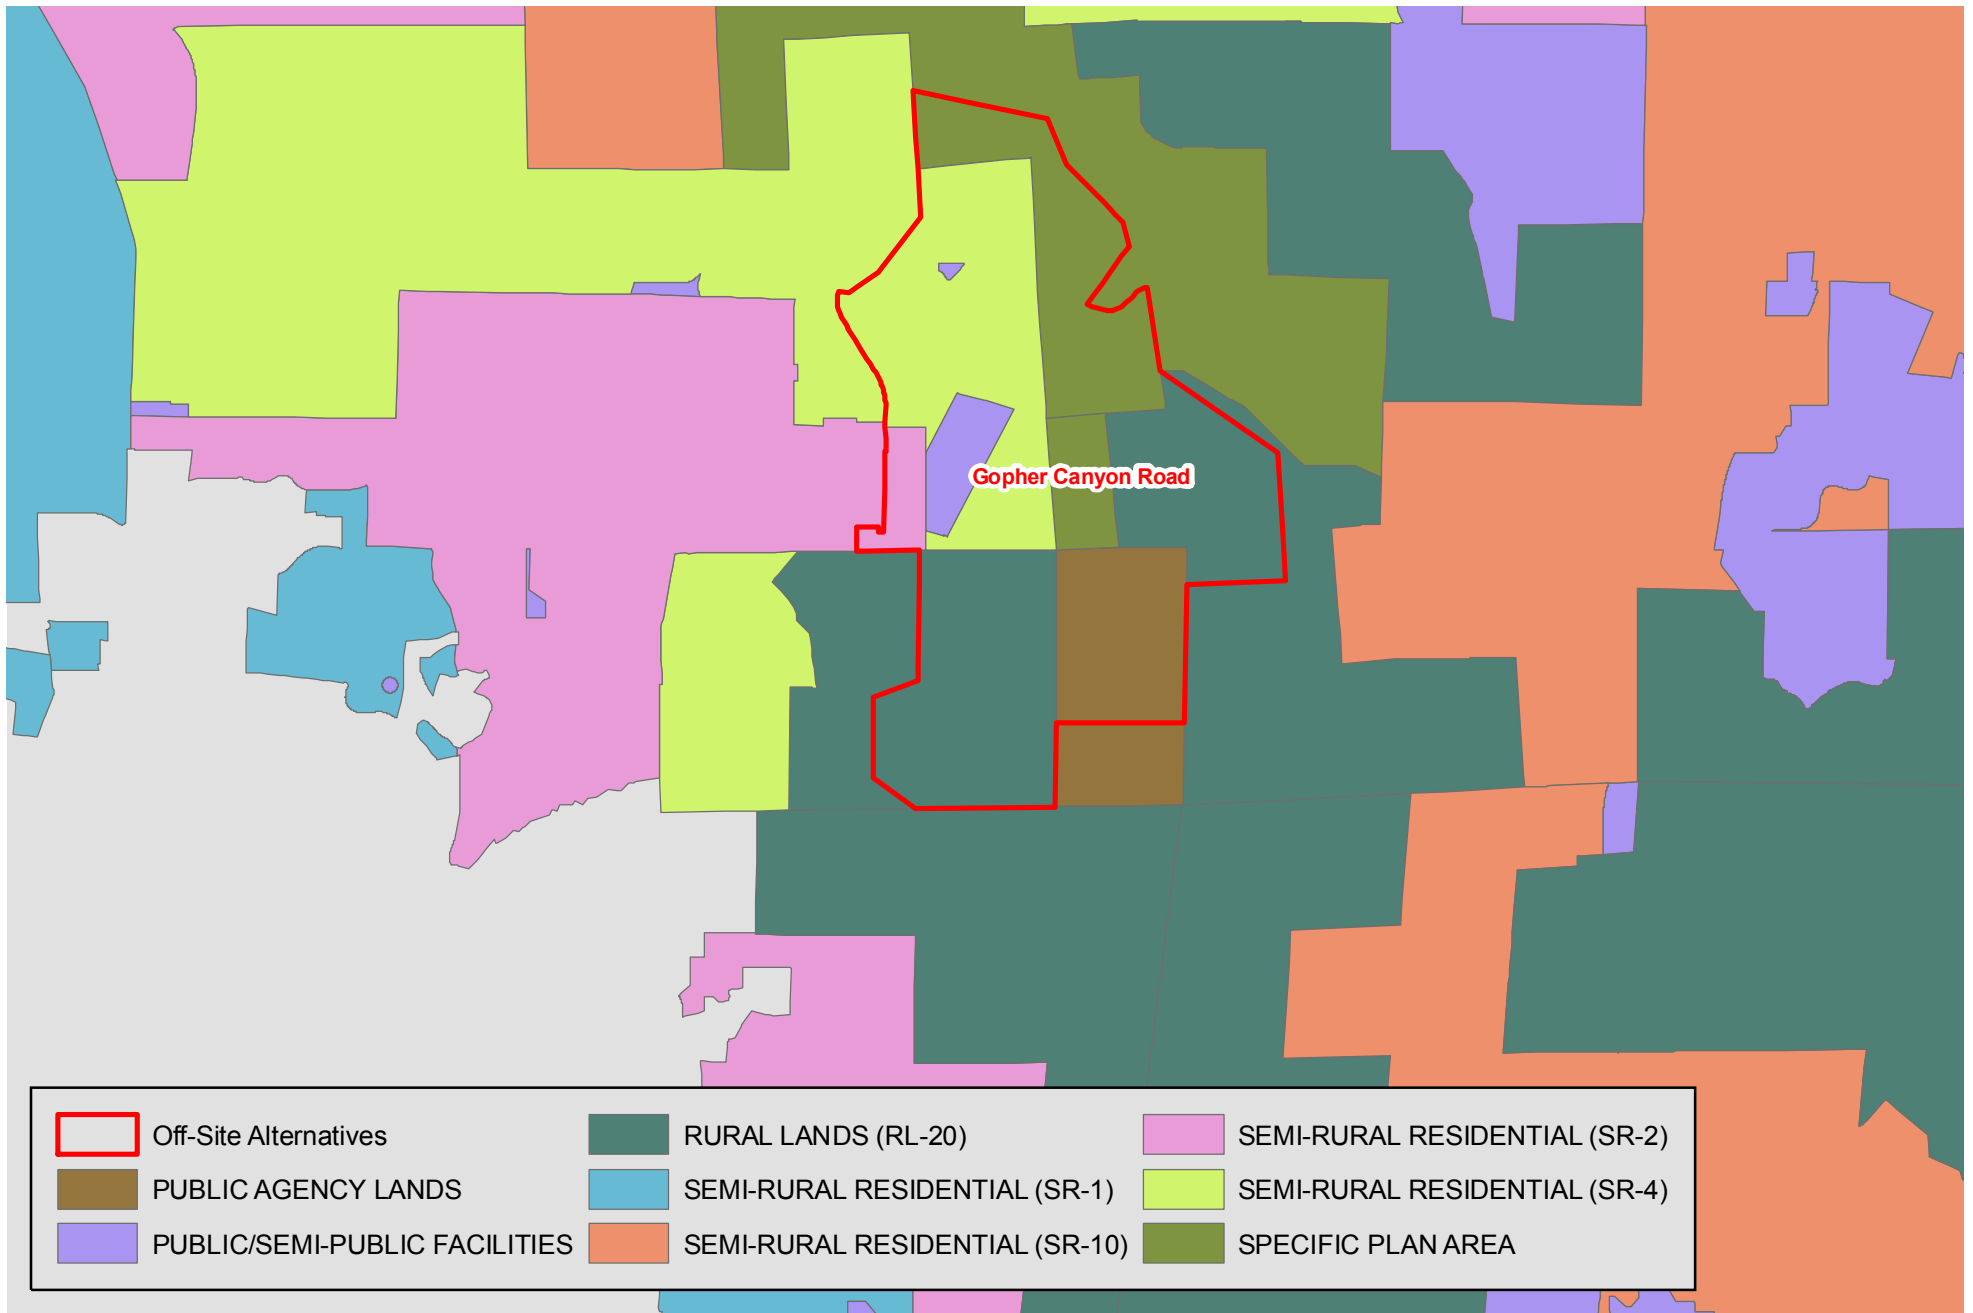 Gopher Canyon Road
Off-Site Alternatives
PUBLIC AGENCY LANDS
PUBLIC/SEMI-PUBLIC FACILITIES
RURAL LANDS (RL-20)
SEMI-RURAL RESIDENTIAL (SR-1)
SEMI-RURAL RESIDENTIAL (SR-10)
SEMI-RURAL RESIDENTIAL (SR-2)
SEMI-RURAL RESIDENTIAL (SR-4)
SPECIFIC PLAN AREA